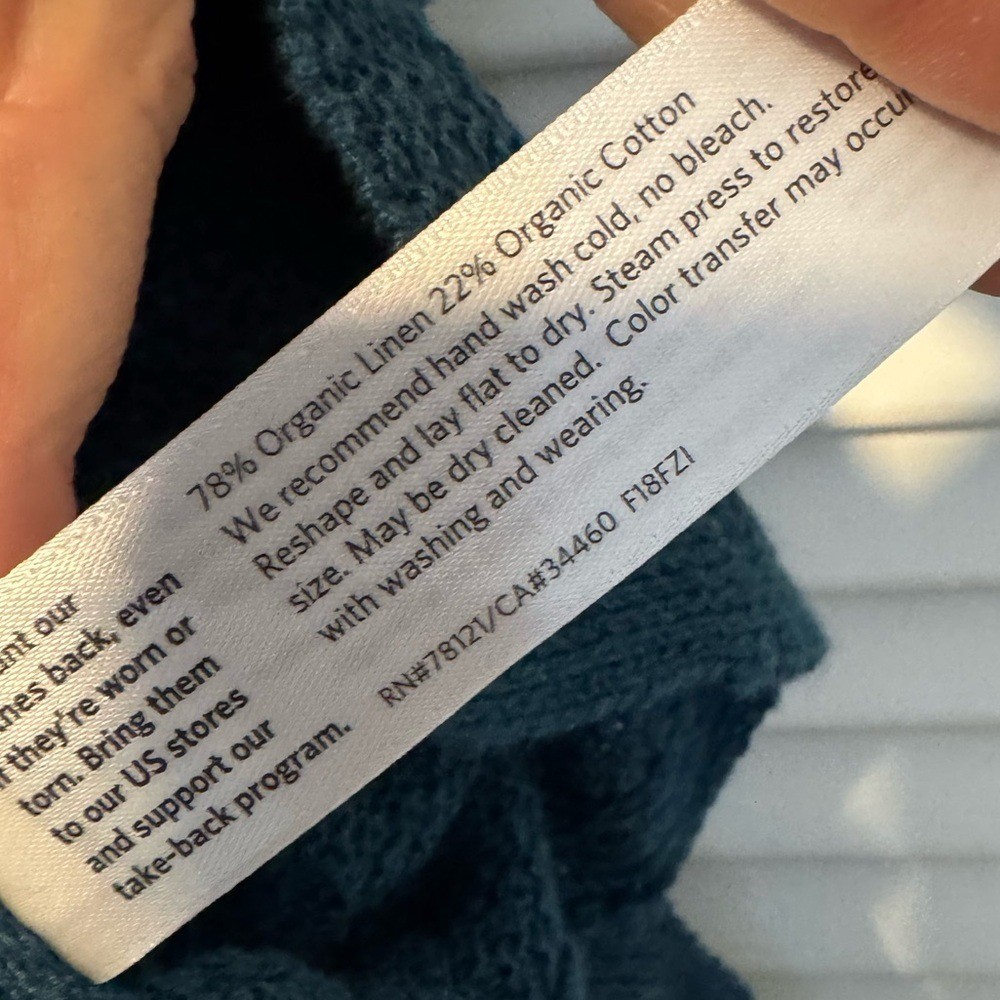 78% Organic Linen 22% Organic Cotton
We recommend hand wash cold, no bleach.
Reshape and lay flat to dry. Steam press to restore
size. May be dry cleaned. Color transfer may occur
with washing and wearing.
RN#78121/CA#34460 F18FZI
our
back, even
they're worn or
torn. Bring them
to our US stores
and support our
take-back program.